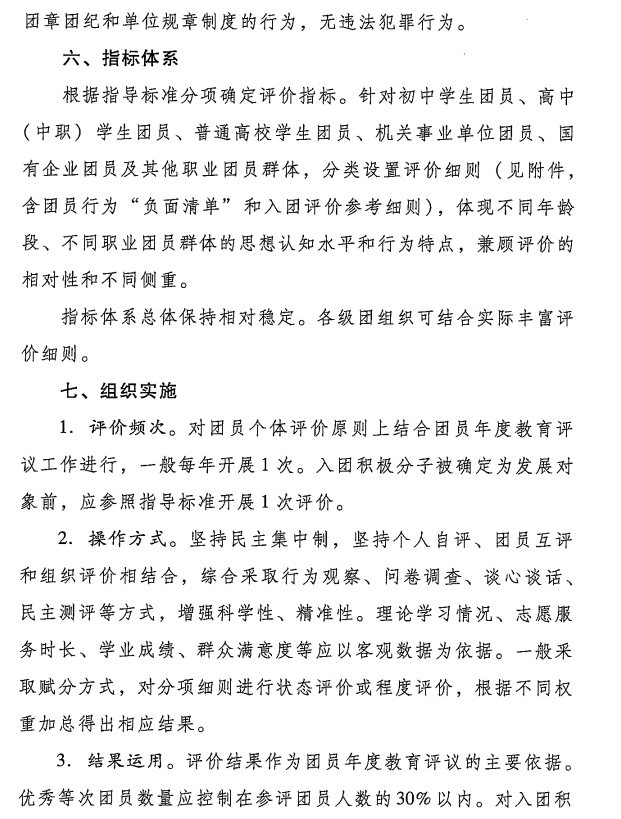 团章团纪和单位规章制度的行为，无违法犯罪行为。
六、指标体系
根据指导标准分项确定评价指标。针对初中学生团员、高中
（中职）学生团员、普通高校学生团员、机关事业单位团员、国
有企业团员及其他职业团员群体，分类设置评价细则（见附件，
含团员行为“负面清单”和入团评价参考细则），体现不同年龄
段、不同职业团员群体的思想认知水平和行为特点，兼顾评价的
相对性和不同侧重。
指标体系总体保持相对稳定。各级团组织可结合实际丰富评
价细则。
七、组织实施
1. 评价频次。对团员个体评价原则上结合团员年度教育评
议工作进行，一般每年开展1次。入团积极分子被确定为发展对
象前，应参照指导标准开展1次评价。
2. 操作方式。坚持民主集中制，坚持个人自评、团员互评
和组织评价相结合，综合采取行为观察、问卷调查、谈心谈话、
民主测评等方式，增强科学性、精准性。理论学习情况、志愿服
务时长、学业成绩、群众满意度等应以客观数据为依据。一般采
取赋分方式，对分项细则进行状态评价或程度评价，根据不同权
重加总得出相应结果。
3. 结果运用。评价结果作为团员年度教育评议的主要依据。
优秀等次团员数量应控制在参评团员人数的30%以内。对入团积